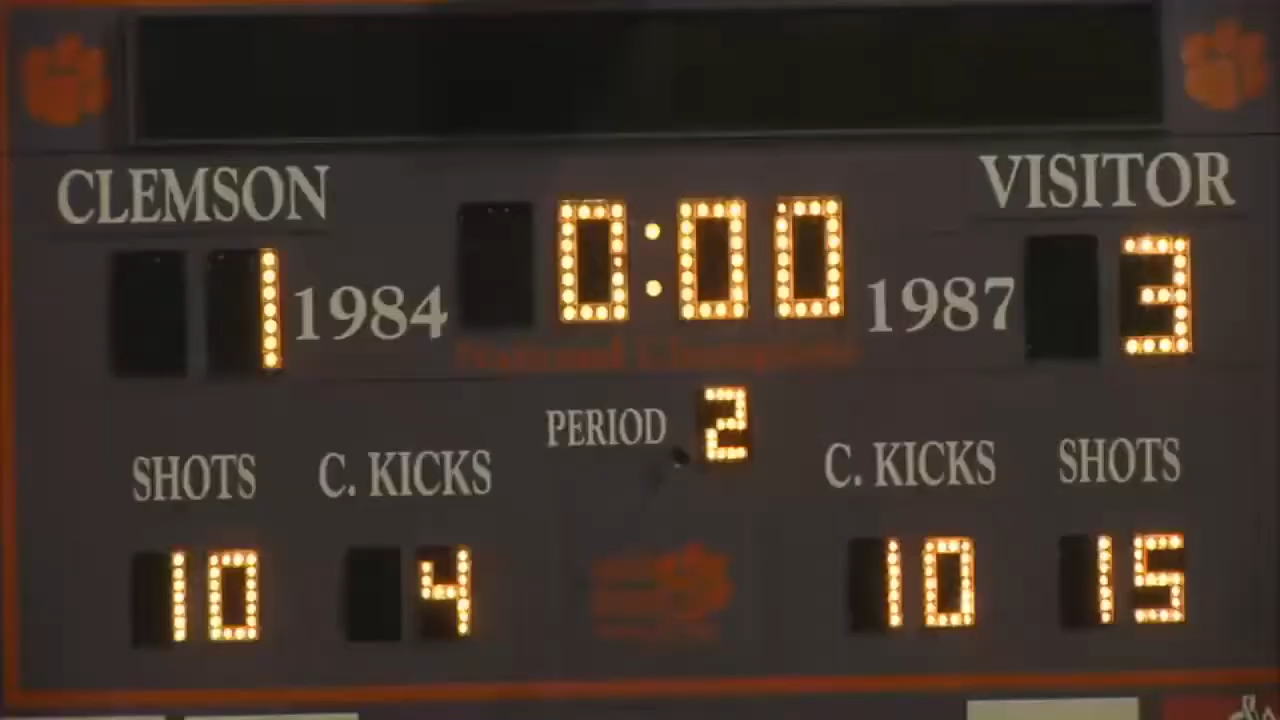 CLEMSON
VISITOR
0:00
1
3
1984
1987
National Champions
PERIOD 2
SHOTS
C. KICKS
C. KICKS
SHOTS
10
4
10
15